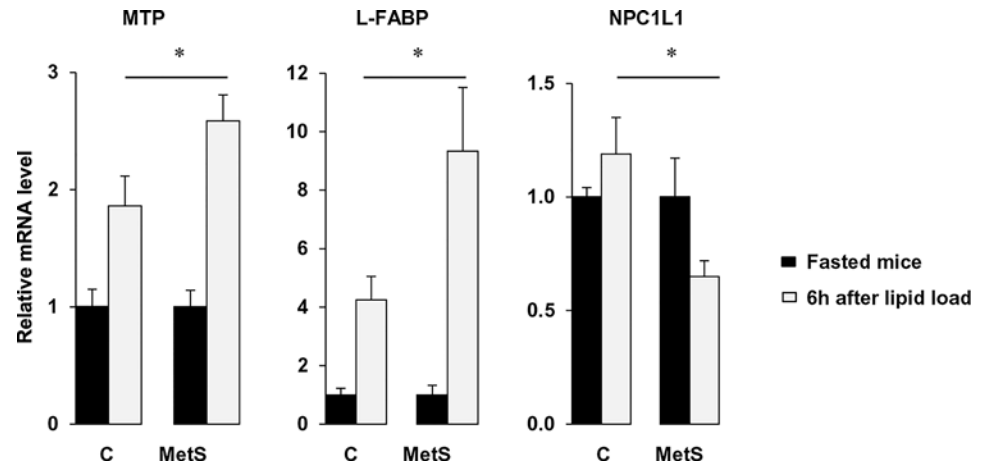 MTP
L-FABP
NPC1L1
*
*
*
Relative mRNA level
3
2
1
0
12
10
8
6
4
2
0
1.5
1.0
0.5
0.0
C
MetS
C
MetS
C
MetS
Fasted mice
6h after lipid load